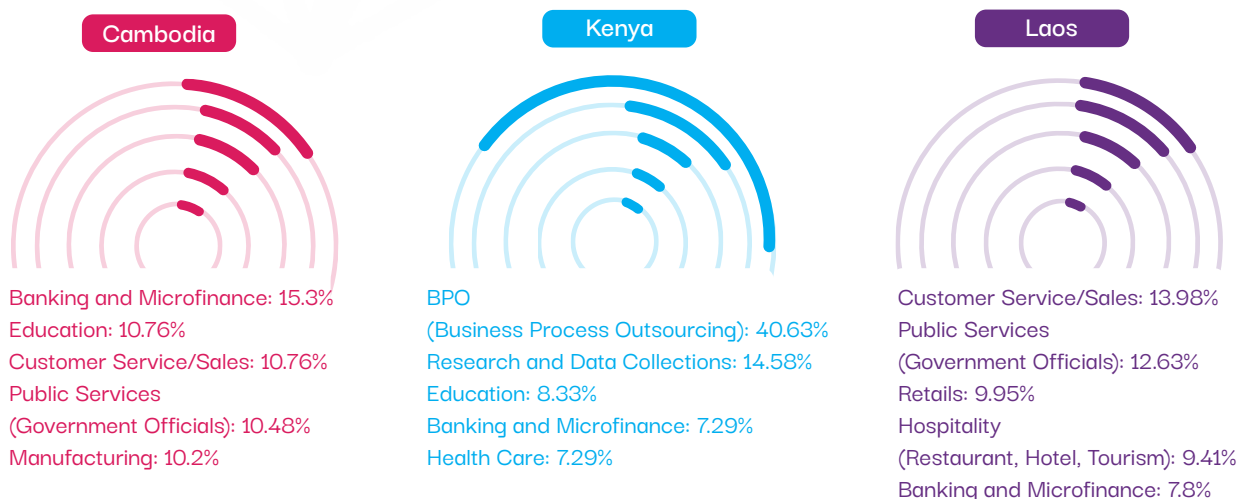 Cambodia
Banking and Microfinance: 15.3%
Education: 10.76%
Customer Service/Sales: 10.76%
Public Services
(Government Officials): 10.48%
Manufacturing: 10.2%
Kenya
BPO
(Business Process Outsourcing): 40.63%
Research and Data Collections: 14.58%
Education: 8.33%
Banking and Microfinance: 7.29%
Health Care: 7.29%
Laos
Customer Service/Sales: 13.98%
Public Services
(Government Officials): 12.63%
Retails: 9.95%
Hospitality
(Restaurant, Hotel, Tourism): 9.41%
Banking and Microfinance: 7.8%